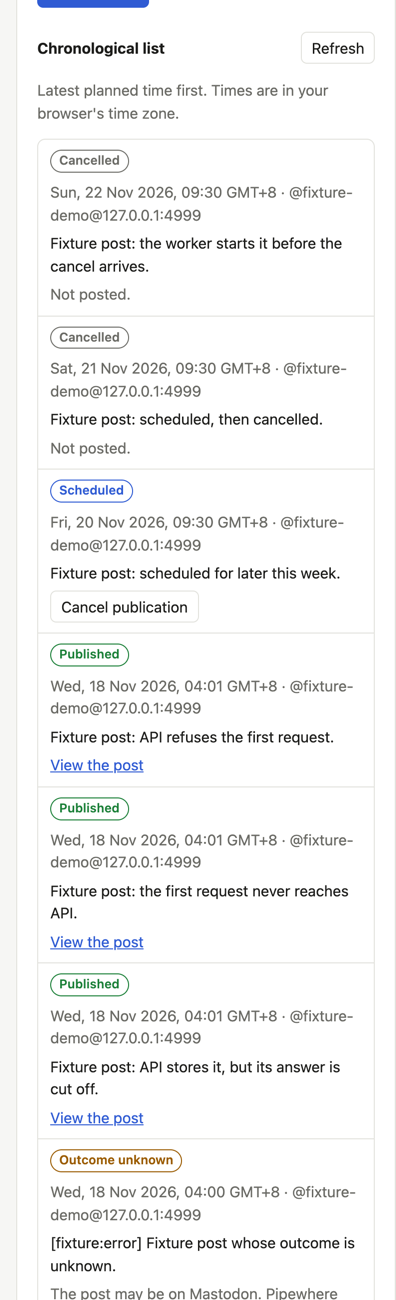 Chronological list
Refresh
Latest planned time first. Times are in your
browser's time zone.
Cancelled
Sun, 22 Nov 2026, 09:30 GMT+8 · @fixture-
demo@127.0.0.1:4999
Fixture post: the worker starts it before the
cancel arrives.
Not posted.
Cancelled
Sat, 21 Nov 2026, 09:30 GMT+8 · @fixture-
demo@127.0.0.1:4999
Fixture post: scheduled, then cancelled.
Not posted.
Scheduled
Fri, 20 Nov 2026, 09:30 GMT+8 · @fixture-
demo@127.0.0.1:4999
Fixture post: scheduled for later this week.
Cancel publication
Published
Wed, 18 Nov 2026, 04:01 GMT+8 · @fixture-
demo@127.0.0.1:4999
Fixture post: API refuses the first request.
View the post
Published
Wed, 18 Nov 2026, 04:01 GMT+8 · @fixture-
demo@127.0.0.1:4999
Fixture post: the first request never reaches
API.
View the post
Published
Wed, 18 Nov 2026, 04:01 GMT+8 · @fixture-
demo@127.0.0.1:4999
Fixture post: API stores it, but its answer is
cut off.
View the post
Outcome unknown
Wed, 18 Nov 2026, 04:00 GMT+8 · @fixture-
demo@127.0.0.1:4999
[fixture:error] Fixture post whose outcome is
unknown.
The post may be on Mastodon. Pipewhere